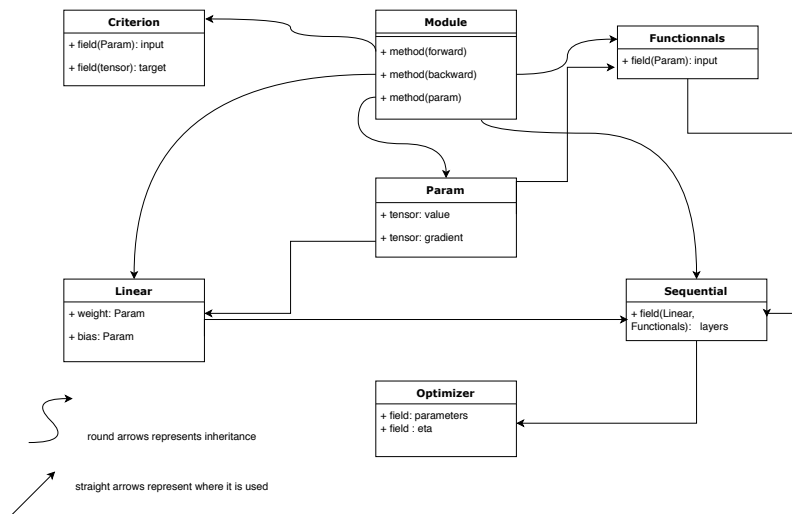 Criterion
+ field(Param): input
+ field(tensor): target
Module
+ method(forward)
+ method(backward)
+ method(param)
Functionnals
+ field(Param): input
Param
+ tensor: value
+ tensor: gradient
Linear
+ weight: Param
+ bias: Param
Sequential
+ field(Linear,
Functionals): layers
Optimizer
+ field: parameters
+ field : eta
round arrows represents inheritance
straight arrows represent where it is used